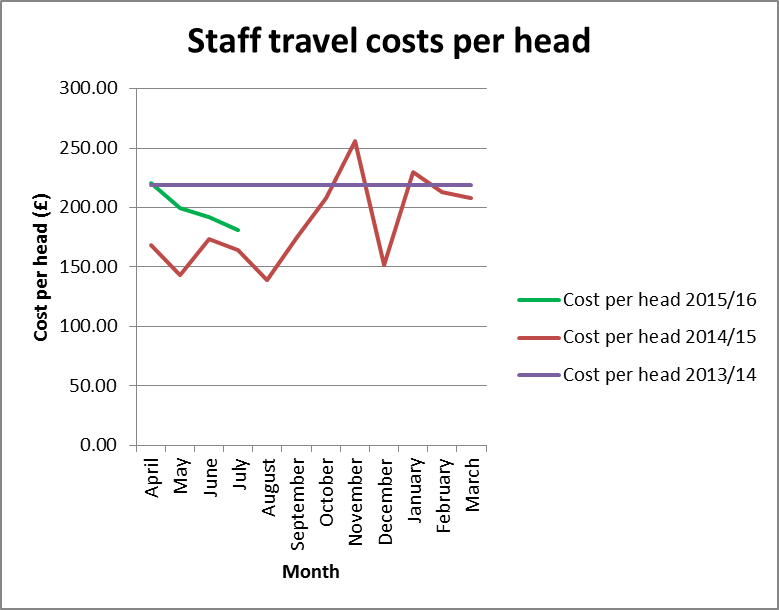 Staff travel costs per head
300.00
250.00
200.00
150.00
100.00
50.00
0.00
Cost per head (£)
April
May
June
July
August
September
October
November
December
January
February
March
Month
Cost per head 2015/16
Cost per head 2014/15
Cost per head 2013/14